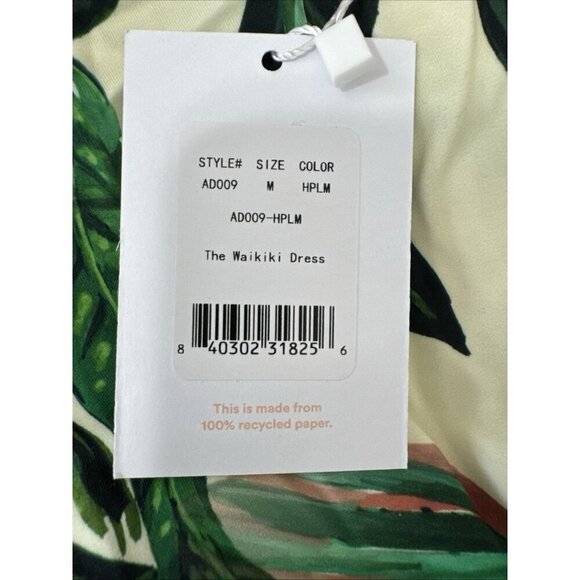 STYLE# SIZE COLOR
AD009 M HPLM
AD009-HPLM
The Waikiki Dress
8 40302 31825 6
This is made from
100% recycled paper.